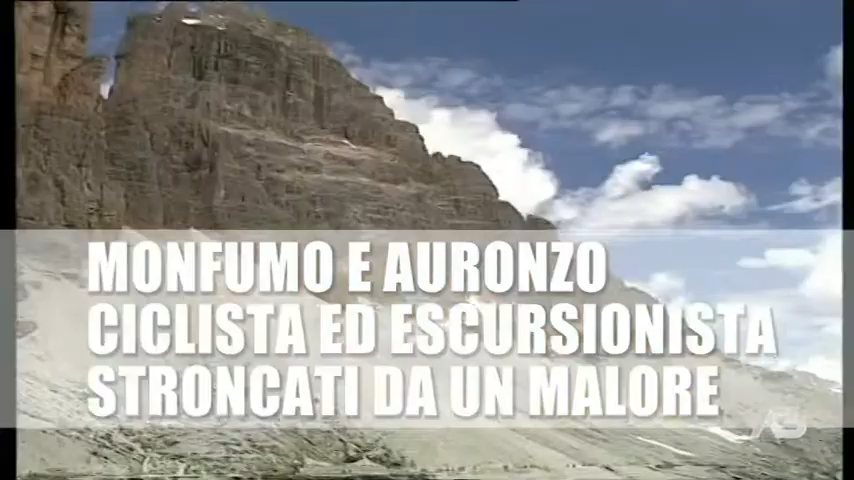 MONFUMO E AURONZO
CICLISTA ED ESCURSIONISTA
STRONCATI DA UN MALORE